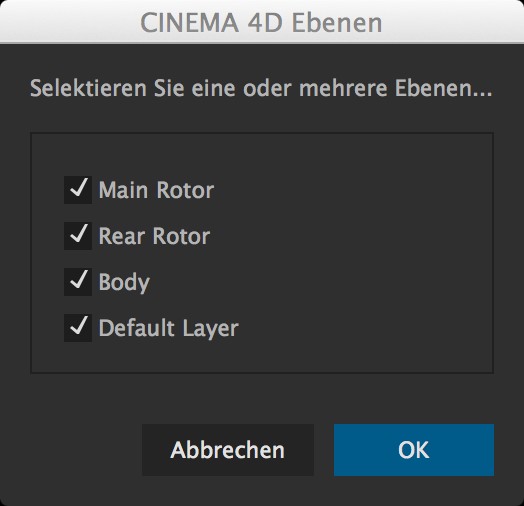 CINEMA 4D Ebenen
Selektieren Sie eine oder mehrere Ebenen...
Main Rotor
Rear Rotor
Body
Default Layer
Abbrechen
OK